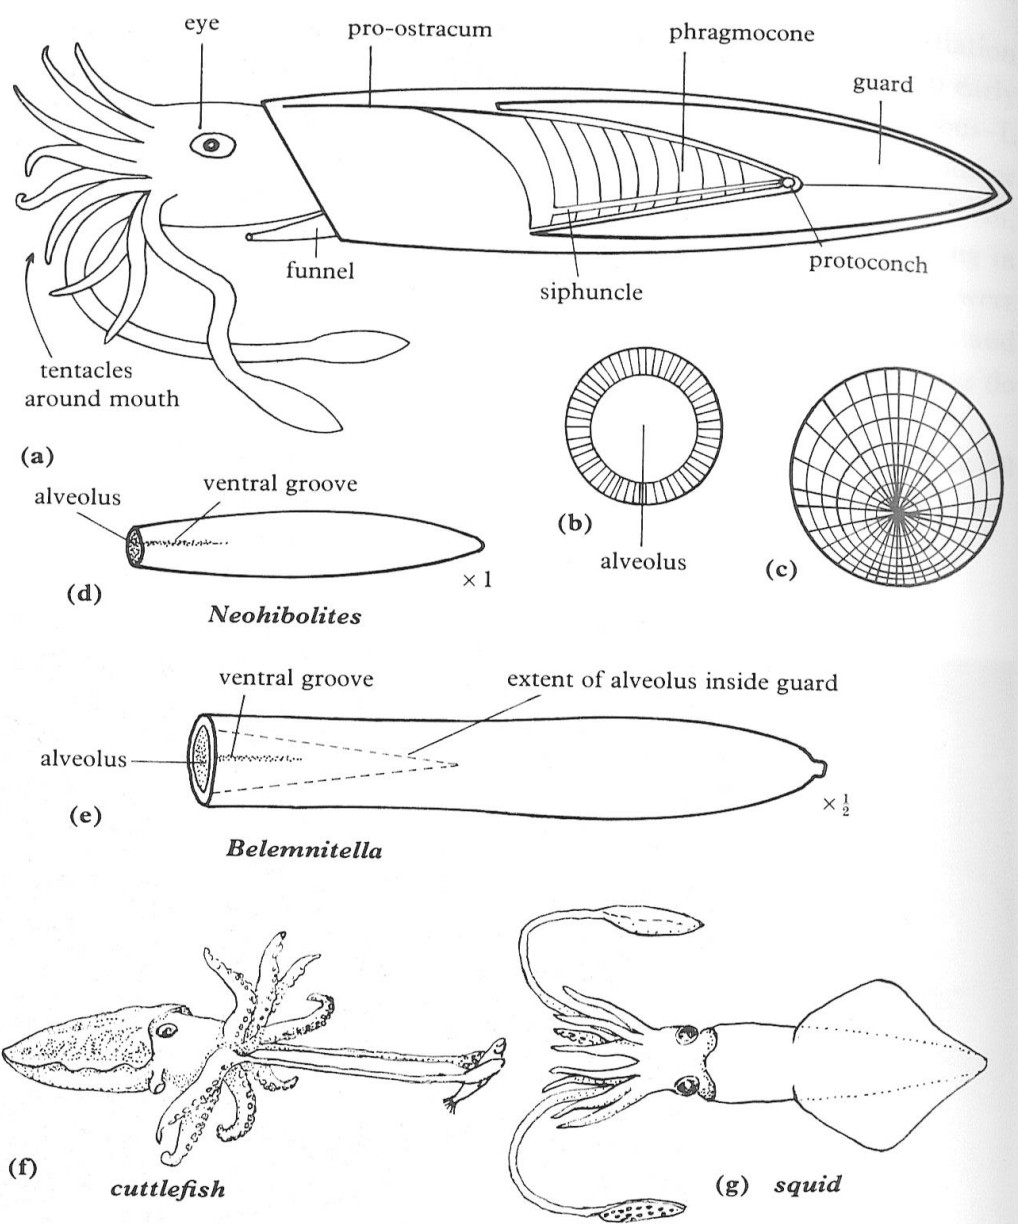 eye
pro-ostracum
phragmocone
guard
funnel
siphuncle
protoconch
tentacles
around mouth
(a)
alveolus
ventral groove
(b)
alveolus
(c)
(d)
× 1
Neohibolites
ventral groove
extent of alveolus inside guard
alveolus
(e)
× 1/2
Belemnitella
(f)
cuttlefish
(g) squid